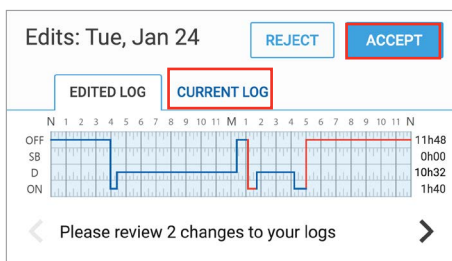 Edits: Tue, Jan 24 REJECT ACCEPT
EDITED LOG CURRENT LOG
N 1 2 3 4 5 6 7 8 9 10 11 M 1 2 3 4 5 6 7 8 9 10 11 N
OFF 11h48
SB 0h00
D 10h32
ON 1h40
Please review 2 changes to your logs